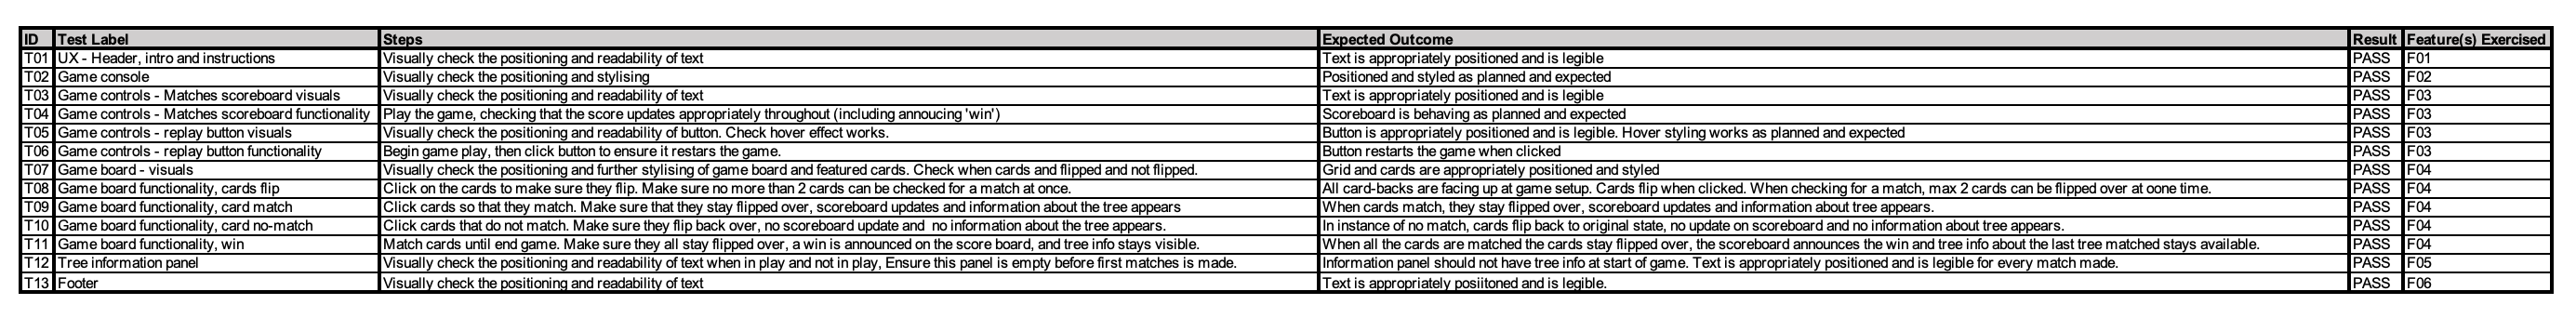 ID Test Label Steps Expected Outcome Result Feature(s) Exercised
T01 UX - Header, intro and instructions Visually check the positioning and readability of text Text is appropriately positioned and is legible PASS F01
T02 Game console Visually check the positioning and stylising Positioned and styled as planned and expected PASS F02
T03 Game controls - Matches scoreboard visuals Visually check the positioning and readability of text Text is appropriately positioned and is legible PASS F03
T04 Game controls - Matches scoreboard functionality Play the game, checking that the score updates appropriately throughout (including annoucing 'win') Scoreboard is behaving as planned and expected PASS F03
T05 Game controls - replay button visuals Visually check the positioning and readability of button. Check hover effect works. Button is appropriately positioned and is legible. Hover styling works as planned and expected PASS F03
T06 Game controls - replay button functionality Begin game play, then click button to ensure it restars the game. Button restarts the game when clicked PASS F03
T07 Game board - visuals Visually check the positioning and further stylising of game board and featured cards. Check when cards and flipped and not flipped. Grid and cards are appropriately positioned and styled PASS F04
T08 Game board functionality, cards flip Click on the cards to make sure they flip. Make sure no more than 2 cards can be checked for a match at once. All card-backs are facing up at game setup. Cards flip when clicked. When checking for a match, max 2 cards can be flipped over at oone time. PASS F04
T09 Game board functionality, card match Click cards so that they match. Make sure that they stay flipped over, scoreboard updates and information about the tree appears When cards match, they stay flipped over, scoreboard updates and information about tree appears. PASS F04
T10 Game board functionality, card no-match Click cards that do not match. Make sure they flip back over, no scoreboard update and no information about the tree appears. In instance of no match, cards flip back to original state, no update on scoreboard and no information about tree appears. PASS F04
T11 Game board functionality, win Match cards until end game. Make sure they all stay flipped over, a win is announced on the score board, and tree info stays visible. When all the cards are matched the cards stay flipped over, the scoreboard announces the win and tree info about the last tree matched stays available. PASS F04
T12 Tree information panel Visually check the positioning and readability of text when in play and not in play, Ensure this panel is empty before first matches is made. Information panel should not have tree info at start of game. Text is appropriately positioned and is legible for every match made. PASS F05
T13 Footer Visually check the positioning and readability of text Text is appropriately posiitoned and is legible. PASS F06